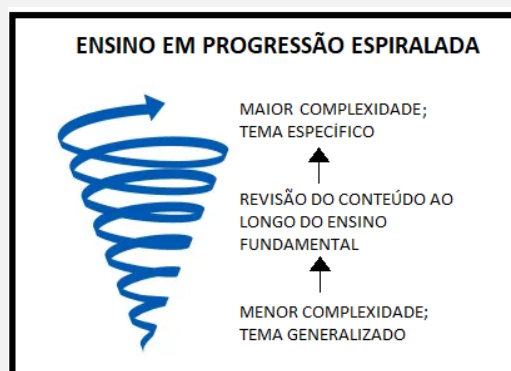 ENSINO EM PROGRESSÃO ESPIRALADA
MAIOR COMPLEXIDADE;
TEMA ESPECÍFICO
REVISÃO DO CONTEÚDO AO
LONGO DO ENSINO
FUNDAMENTAL
MENOR COMPLEXIDADE;
TEMA GENERALIZADO